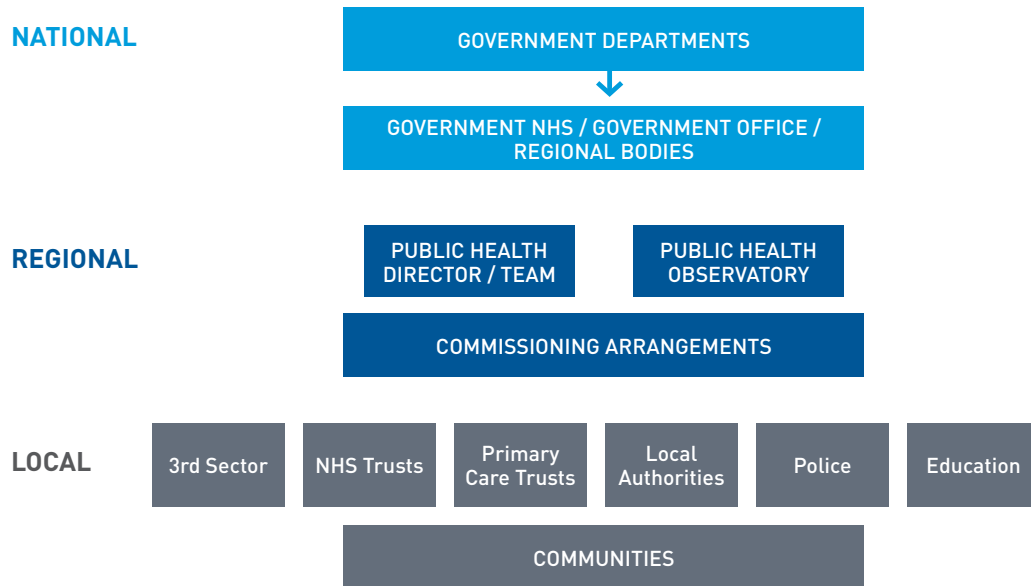 NATIONAL
GOVERNMENT DEPARTMENTS
GOVERNMENT NHS / GOVERNMENT OFFICE /
REGIONAL BODIES
REGIONAL
PUBLIC HEALTH
DIRECTOR / TEAM
PUBLIC HEALTH
OBSERVATORY
COMMISSIONING ARRANGEMENTS
LOCAL
3rd Sector
NHS Trusts
Primary
Care Trusts
Local
Authorities
Police
Education
COMMUNITIES